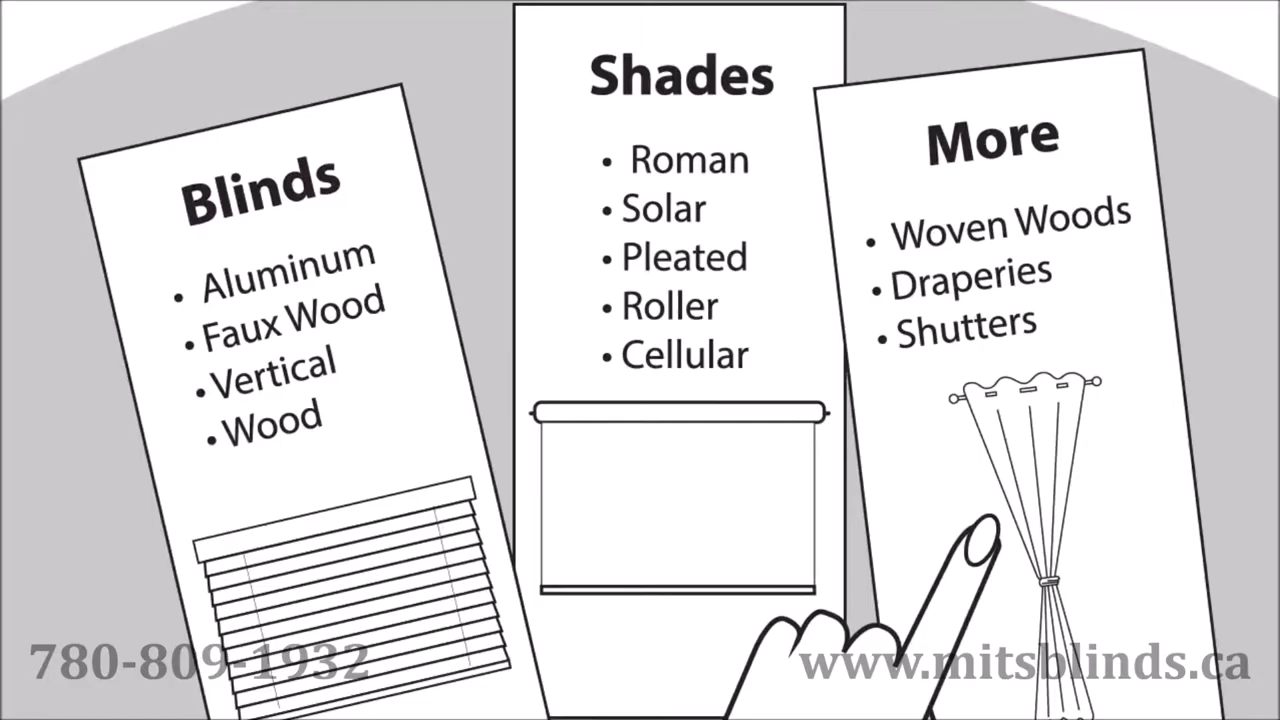 Blinds
• Aluminum
• Faux Wood
• Vertical
• Wood
Shades
• Roman
• Solar
• Pleated
• Roller
• Cellular
More
• Woven Woods
• Draperies
• Shutters
780-809-1932
www.mitsblinds.ca